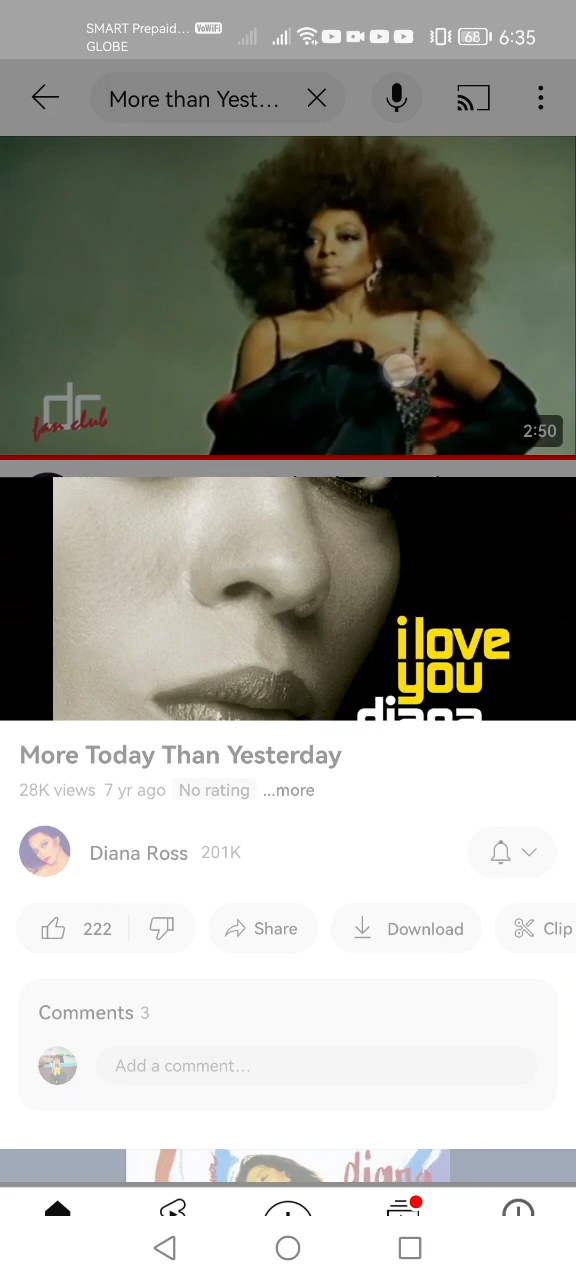 SMART Prepaid... VoWiFi
GLOBE
68
6:35
More than Yest...
dr
fan club
2:50
i love
you
diana
More Today Than Yesterday
28K views 7 yr ago No rating ...more
Diana Ross 201K
222
Share
Download
Clip
Comments 3
Add a comment...
diana